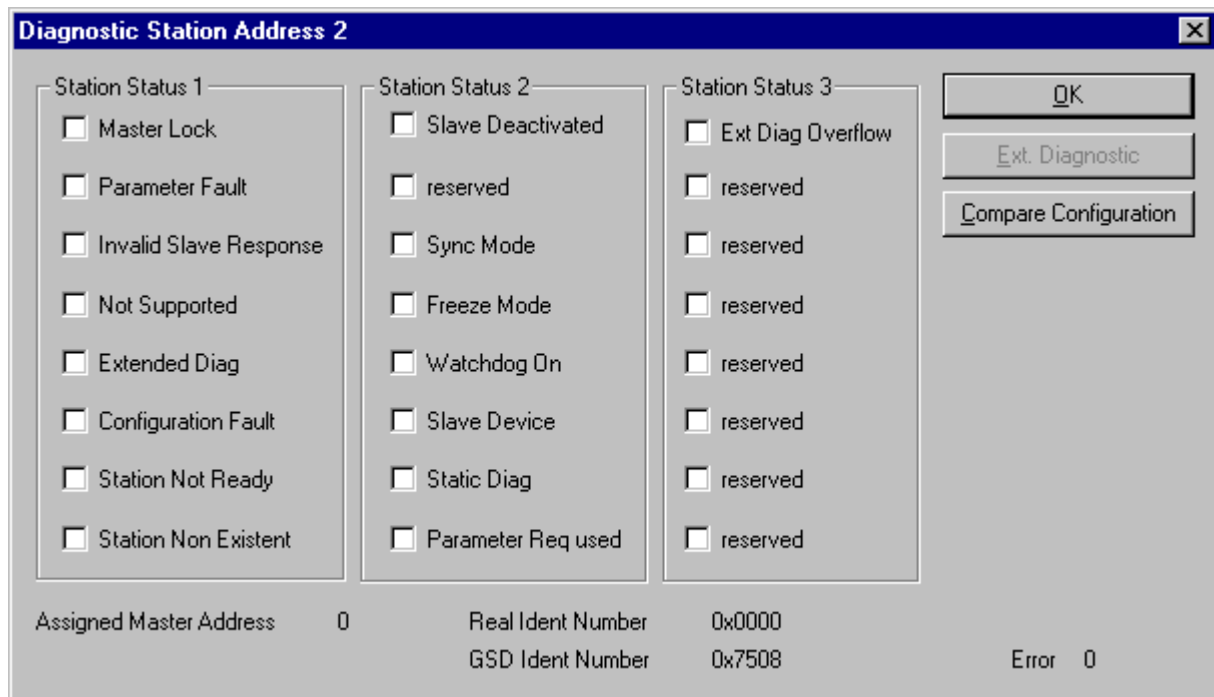 Diagnostic Station Address 2
Station Status 1
Master Lock
Parameter Fault
Invalid Slave Response
Not Supported
Extended Diag
Configuration Fault
Station Not Ready
Station Non Existent
Station Status 2
Slave Deactivated
reserved
Sync Mode
Freeze Mode
Watchdog On
Slave Device
Static Diag
Parameter Req used
Station Status 3
Ext Diag Overflow
reserved
reserved
reserved
reserved
reserved
reserved
reserved
OK
Ext. Diagnostic
Compare Configuration
Assigned Master Address 0
Real Ident Number 0x0000
GSD Ident Number 0x7508
Error 0